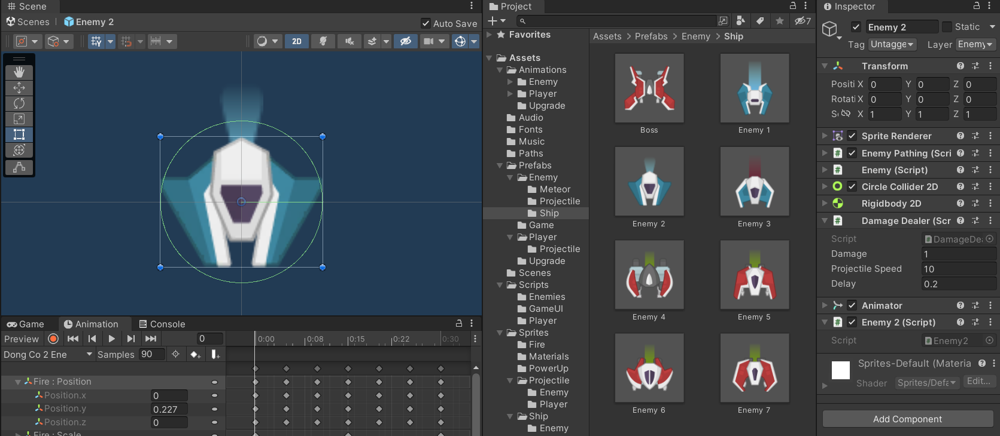 Scene
Scenes | Enemy 2
Auto Save
2D
Game
Animation
Console
Preview
0
0:00
0:08
0:15
0:22
0:30
Dong Co 2 Ene
Samples
90
Fire : Position
Position.x
0
Position.y
0.227
Position.z
0
Fire : Scale
Project
7
Favorites
Assets
Animations
Enemy
Player
Upgrade
Audio
Fonts
Music
Paths
Prefabs
Enemy
Meteor
Projectile
Ship
Game
Player
Projectile
Upgrade
Scenes
Scripts
Enemies
GameUI
Player
Sprites
Fire
Materials
PowerUp
Projectile
Enemy
Player
Ship
Enemy
Assets > Prefabs > Enemy > Ship
Boss
Enemy 1
Enemy 2
Enemy 3
Enemy 4
Enemy 5
Enemy 6
Enemy 7
Inspector
Enemy 2
Static
Tag Untagge
Layer Enemy
Transform
Positi X 0 Y 0 Z 0
Rotati X 0 Y 0 Z 0
Sc X 1 Y 1 Z 1
Sprite Renderer
Enemy Pathing (Scri
Enemy (Script)
Circle Collider 2D
Rigidbody 2D
Damage Dealer (Scr
Script DamageDea
Damage 1
Projectile Speed 10
Delay 0.2
Animator
Enemy 2 (Script)
Script Enemy2
Sprites-Default (Materia
Shader Sprites/Defa Edit...
Add Component